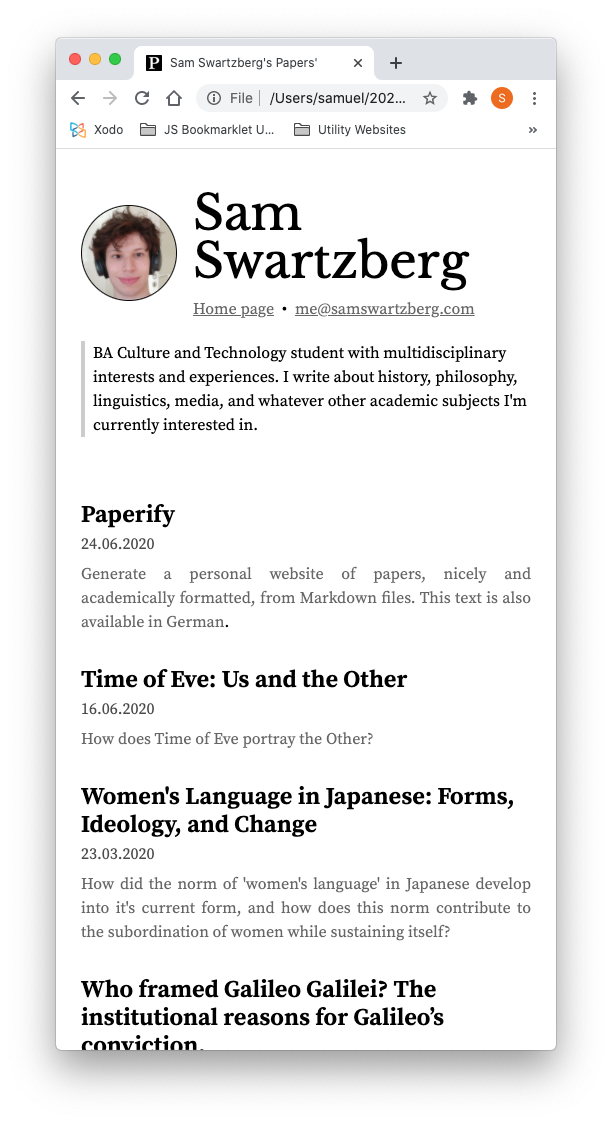 P Sam Swartzberg's Papers'
File /Users/samuel/202...
S
Xodo JS Bookmarklet U... Utility Websites »
Sam
Swartzberg
Home page • me@samswartzberg.com
BA Culture and Technology student with multidisciplinary
interests and experiences. I write about history, philosophy,
linguistics, media, and whatever other academic subjects I'm
currently interested in.
Paperify
24.06.2020
Generate a personal website of papers, nicely and
academically formatted, from Markdown files. This text is also
available in German.
Time of Eve: Us and the Other
16.06.2020
How does Time of Eve portray the Other?
Women's Language in Japanese: Forms,
Ideology, and Change
23.03.2020
How did the norm of 'women's language' in Japanese develop
into it's current form, and how does this norm contribute to
the subordination of women while sustaining itself?
Who framed Galileo Galilei? The
institutional reasons for Galileo’s
conviction.